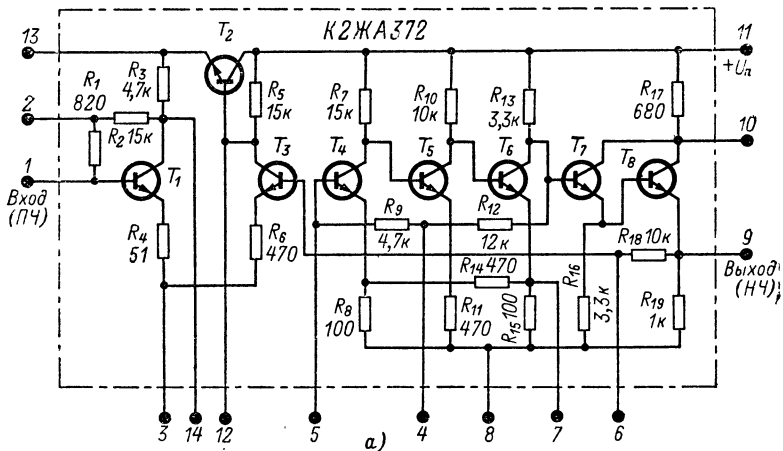 К2ЖА372
13
T₂
11
+Uп
R₃
4,7к
R₅
15к
R₇
15к
R₁₀
10к
R₁₃
3,3к
R₁₇
680
2
R₁
820
R₂ 15к
10
1
Вход
(ПЧ)
T₁
T₃
T₄
T₅
T₆
T₇
T₈
R₄
51
R₆
470
R₉
4,7к
R₁₂
12к
R₁₈ 10к
9
Выход
(НЧ)
R₁₄ 470
R₈
100
R₁₁
470
R₁₅ 100
R₁₆
3,3к
R₁₉
1к
3
14
12
5
4
8
7
6
а)